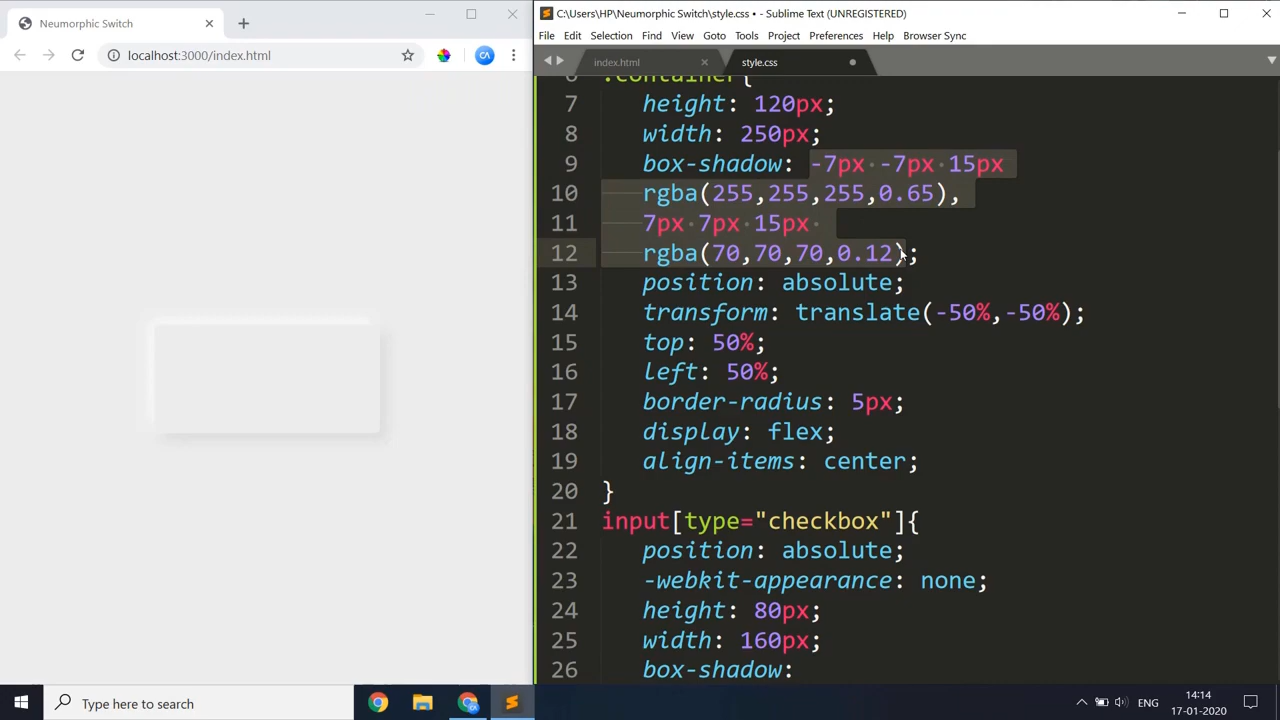 Neumorphic Switch
localhost:3000/index.html
C:\Users\HP\Neumorphic Switch\style.css • - Sublime Text (UNREGISTERED)
File Edit Selection Find View Goto Tools Project Preferences Help Browser Sync
index.html
style.css
6 .container{
7 height: 120px;
8 width: 250px;
9 box-shadow: -7px -7px 15px
10 rgba(255,255,255,0.65),
11 7px 7px 15px
12 rgba(70,70,70,0.12);
13 position: absolute;
14 transform: translate(-50%,-50%);
15 top: 50%;
16 left: 50%;
17 border-radius: 5px;
18 display: flex;
19 align-items: center;
20 }
21 input[type="checkbox"]{
22 position: absolute;
23 -webkit-appearance: none;
24 height: 80px;
25 width: 160px;
26 box-shadow:
Type here to search
ENG
14:14
17-01-2020